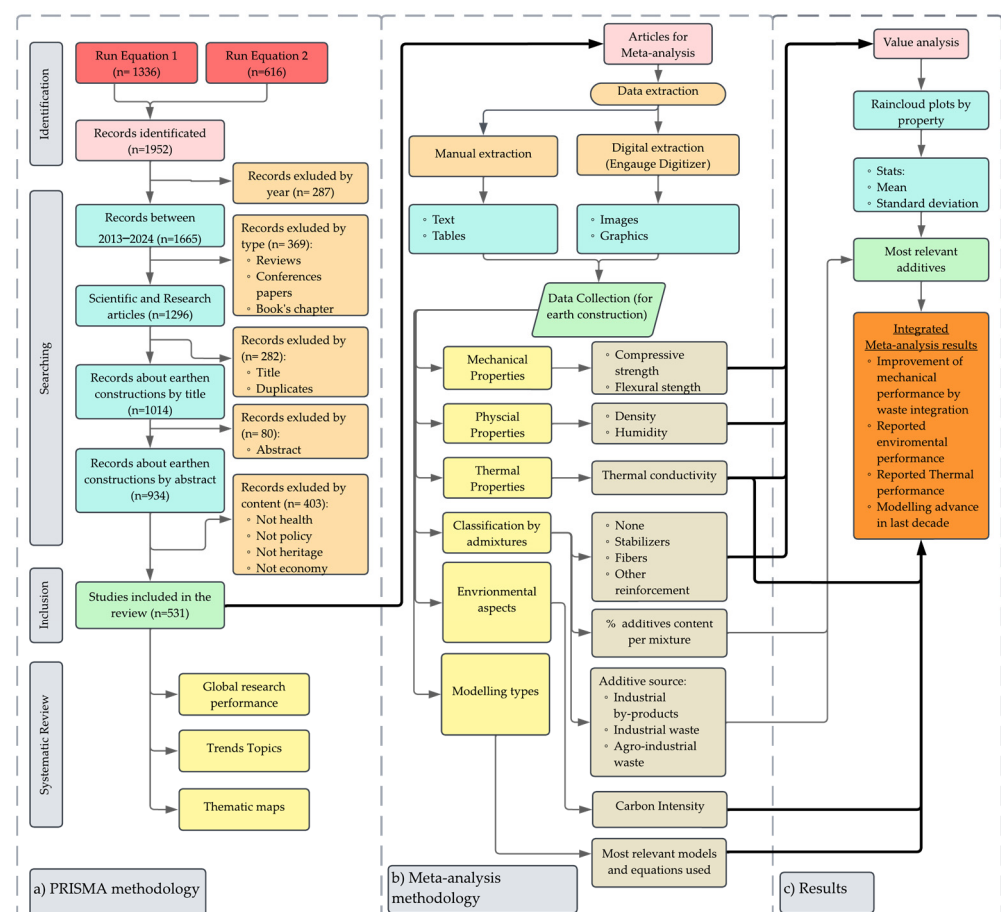 Identification
Run Equation 1
(n= 1336)
Run Equation 2
(n=616)
Records identificated
(n=1952)
Searching
Records exluded by
year (n= 287)
Records between
2013–2024 (n=1665)
Records exluded by
type (n= 369):
◦ Reviews
◦ Conferences
papers
◦ Book's chapter
Scientific and Research
articles (n=1296)
Records exluded by
(n= 282):
◦ Title
◦ Duplicates
Records about earthen
constructions by title
(n=1014)
Records exluded by
(n= 80):
◦ Abstract
Records about earthen
constructions by abstract
(n=934)
Records exluded by
content (n= 403):
◦ Not health
◦ Not policy
◦ Not heritage
◦ Not economy
Inclusion
Studies included in the
review (n=531)
Systematic Review
Global research
performance
Trends Topics
Thematic maps
a) PRISMA methodology
Articles for
Meta-analysis
Data extraction
Manual extraction
Digital extraction
(Engauge Digitizer)
◦ Text
◦ Tables
◦ Images
◦ Graphics
Data Collection (for
earth construction)
Mechanical
Properties
◦ Compressive
strength
◦ Flexural stength
Physcial Properties
◦ Density
◦ Humidity
Thermal
Properties
Thermal conductivity
Classification by
admixtures
◦ None
◦ Stabilizers
◦ Fibers
◦ Other
reinforcement
Envrionmental
aspects
% additives content
per mixture
Modelling types
Additive source:
◦ Industrial
by-products
◦ Industrial waste
◦ Agro-industrial
waste
Carbon Intensity
Most relevant models
and equations used
b) Meta-analysis
methodology
Value analysis
Raincloud plots by
property
◦ Stats:
◦ Mean
◦ Standard deviation
Most relevant
additives
Integrated
Meta-analysis results
◦ Improvement of
mechanical
performance by
waste integration
◦ Reported
enviromental
performance
◦ Reported Thermal
performance
◦ Modelling advance
in last decade
c) Results